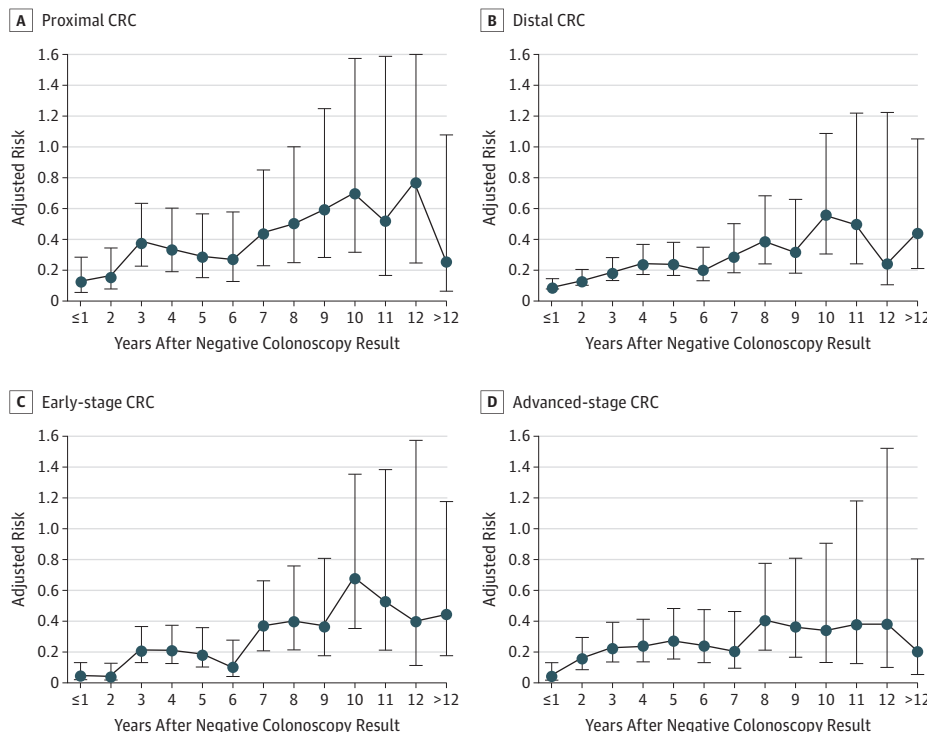 A Proximal CRC
1.6
1.4
1.2
1.0
0.8
0.6
0.4
0.2
0
Adjusted Risk
≤1 2 3 4 5 6 7 8 9 10 11 12 >12
Years After Negative Colonoscopy Result
B Distal CRC
1.6
1.4
1.2
1.0
0.8
0.6
0.4
0.2
0
Adjusted Risk
≤1 2 3 4 5 6 7 8 9 10 11 12 >12
Years After Negative Colonoscopy Result
C Early-stage CRC
1.6
1.4
1.2
1.0
0.8
0.6
0.4
0.2
0
Adjusted Risk
≤1 2 3 4 5 6 7 8 9 10 11 12 >12
Years After Negative Colonoscopy Result
D Advanced-stage CRC
1.6
1.4
1.2
1.0
0.8
0.6
0.4
0.2
0
Adjusted Risk
≤1 2 3 4 5 6 7 8 9 10 11 12 >12
Years After Negative Colonoscopy Result